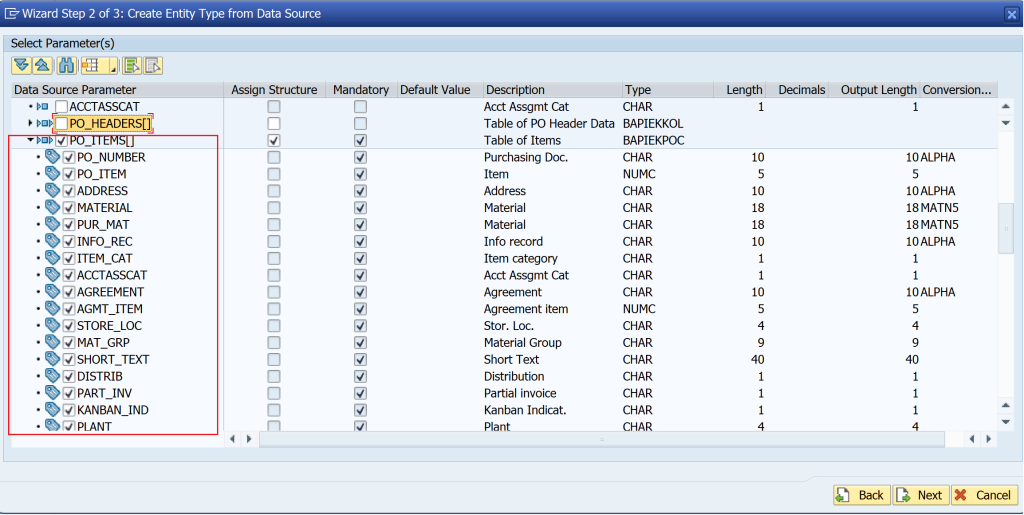 Wizard Step 2 of 3: Create Entity Type from Data Source
Select Parameter(s)
Data Source Parameter Assign Structure Mandatory Default Value Description Type Length Decimals Output Length Conversion...
ACCTASSCAT Acct Assgmt Cat CHAR 1 1
PO_HEADERS[] Table of PO Header Data BAPIEKKOL
PO_ITEMS[] Table of Items BAPIEKPOC
PO_NUMBER Purchasing Doc. CHAR 10 10 ALPHA
PO_ITEM Item NUMC 5 5
ADDRESS Address CHAR 10 10 ALPHA
MATERIAL Material CHAR 18 18 MATN5
PUR_MAT Material CHAR 18 18 MATN5
INFO_REC Info record CHAR 10 10 ALPHA
ITEM_CAT Item category CHAR 1 1
ACCTASSCAT Acct Assgmt Cat CHAR 1 1
AGREEMENT Agreement CHAR 10 10 ALPHA
AGMT_ITEM Agreement item NUMC 5 5
STORE_LOC Stor. Loc. CHAR 4 4
MAT_GRP Material Group CHAR 9 9
SHORT_TEXT Short Text CHAR 40 40
DISTRIB Distribution CHAR 1 1
PART_INV Partial invoice CHAR 1 1
KANBAN_IND Kanban Indicat. CHAR 1 1
PLANT Plant CHAR 4 4
Back Next Cancel